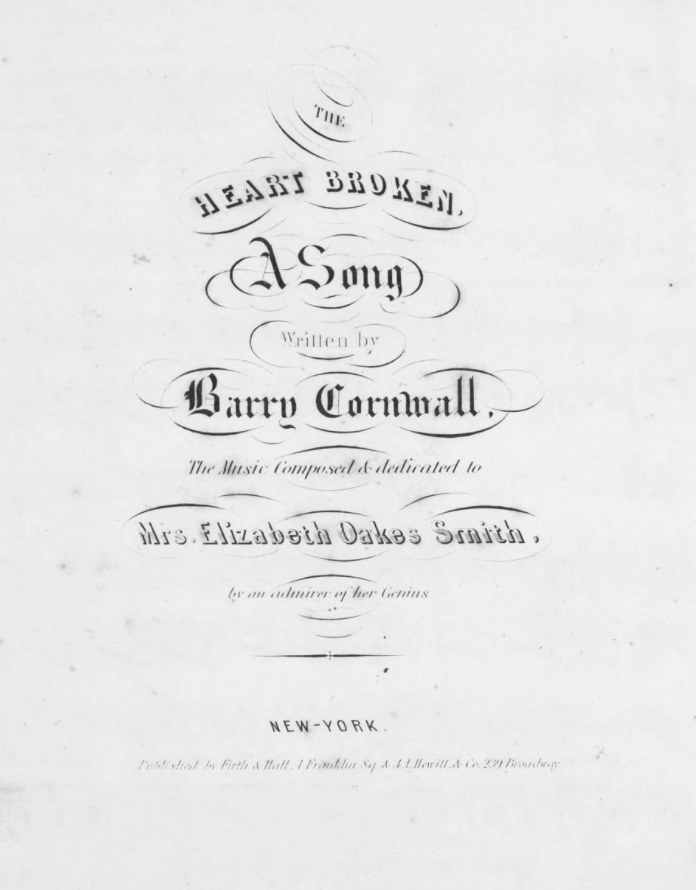 THE
HEART BROKEN.
A Song
Written by
Barry Cornwall,
The Music Composed & dedicated to
Mrs. Elizabeth Oakes Smith,
by an admirer of her Genius
NEW-YORK.
Published by Firth & Hall, 1 Franklin Sq. & J. L. Hewitt, & Co. 239 Broadway